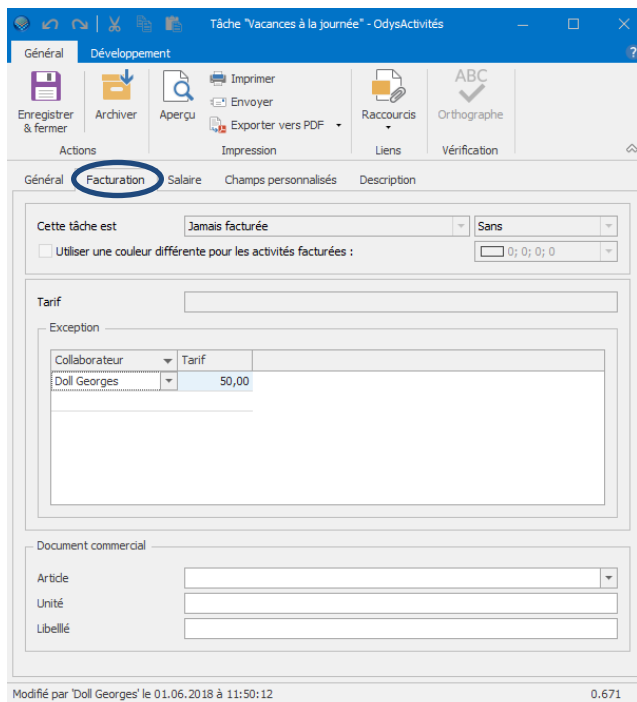 Tâche "Vacances à la journée" - OdysActivités
Général Développement ?
Enregistrer & fermer
Archiver
Aperçu
Imprimer
Envoyer
Exporter vers PDF
Raccourcis
ABC
Orthographe
Actions Impression Liens Vérification
Général Facturation Salaire Champs personnalisés Description
Cette tâche est Jamais facturée Sans
Utiliser une couleur différente pour les activités facturées : 0; 0; 0; 0
Tarif
Exception
Collaborateur Tarif
Doll Georges 50,00
Document commercial
Article
Unité
Libelllé
Modifié par 'Doll Georges' le 01.06.2018 à 11:50:12 0.671